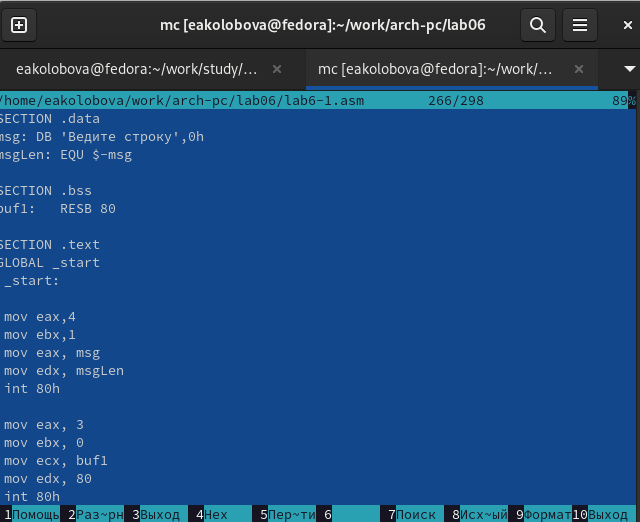 mc [eakolobova@fedora]:~/work/arch-pc/lab06
eakolobova@fedora:~/work/study/...
mc [eakolobova@fedora]:~/work/...
/home/eakolobova/work/arch-pc/lab06/lab6-1.asm 266/298 89%
SECTION .data
msg: DB 'Ведите строку',0h
msgLen: EQU $-msg
SECTION .bss
buf1: RESB 80
SECTION .text
GLOBAL _start
_start:
mov eax,4
mov ebx,1
mov eax, msg
mov edx, msgLen
int 80h
mov eax, 3
mov ebx, 0
mov ecx, buf1
mov edx, 80
int 80h
1Помощь 2Раз~рн 3Выход 4Hex 5Пер~ти 6 7Поиск 8Исх~ый 9Формат 10Выход